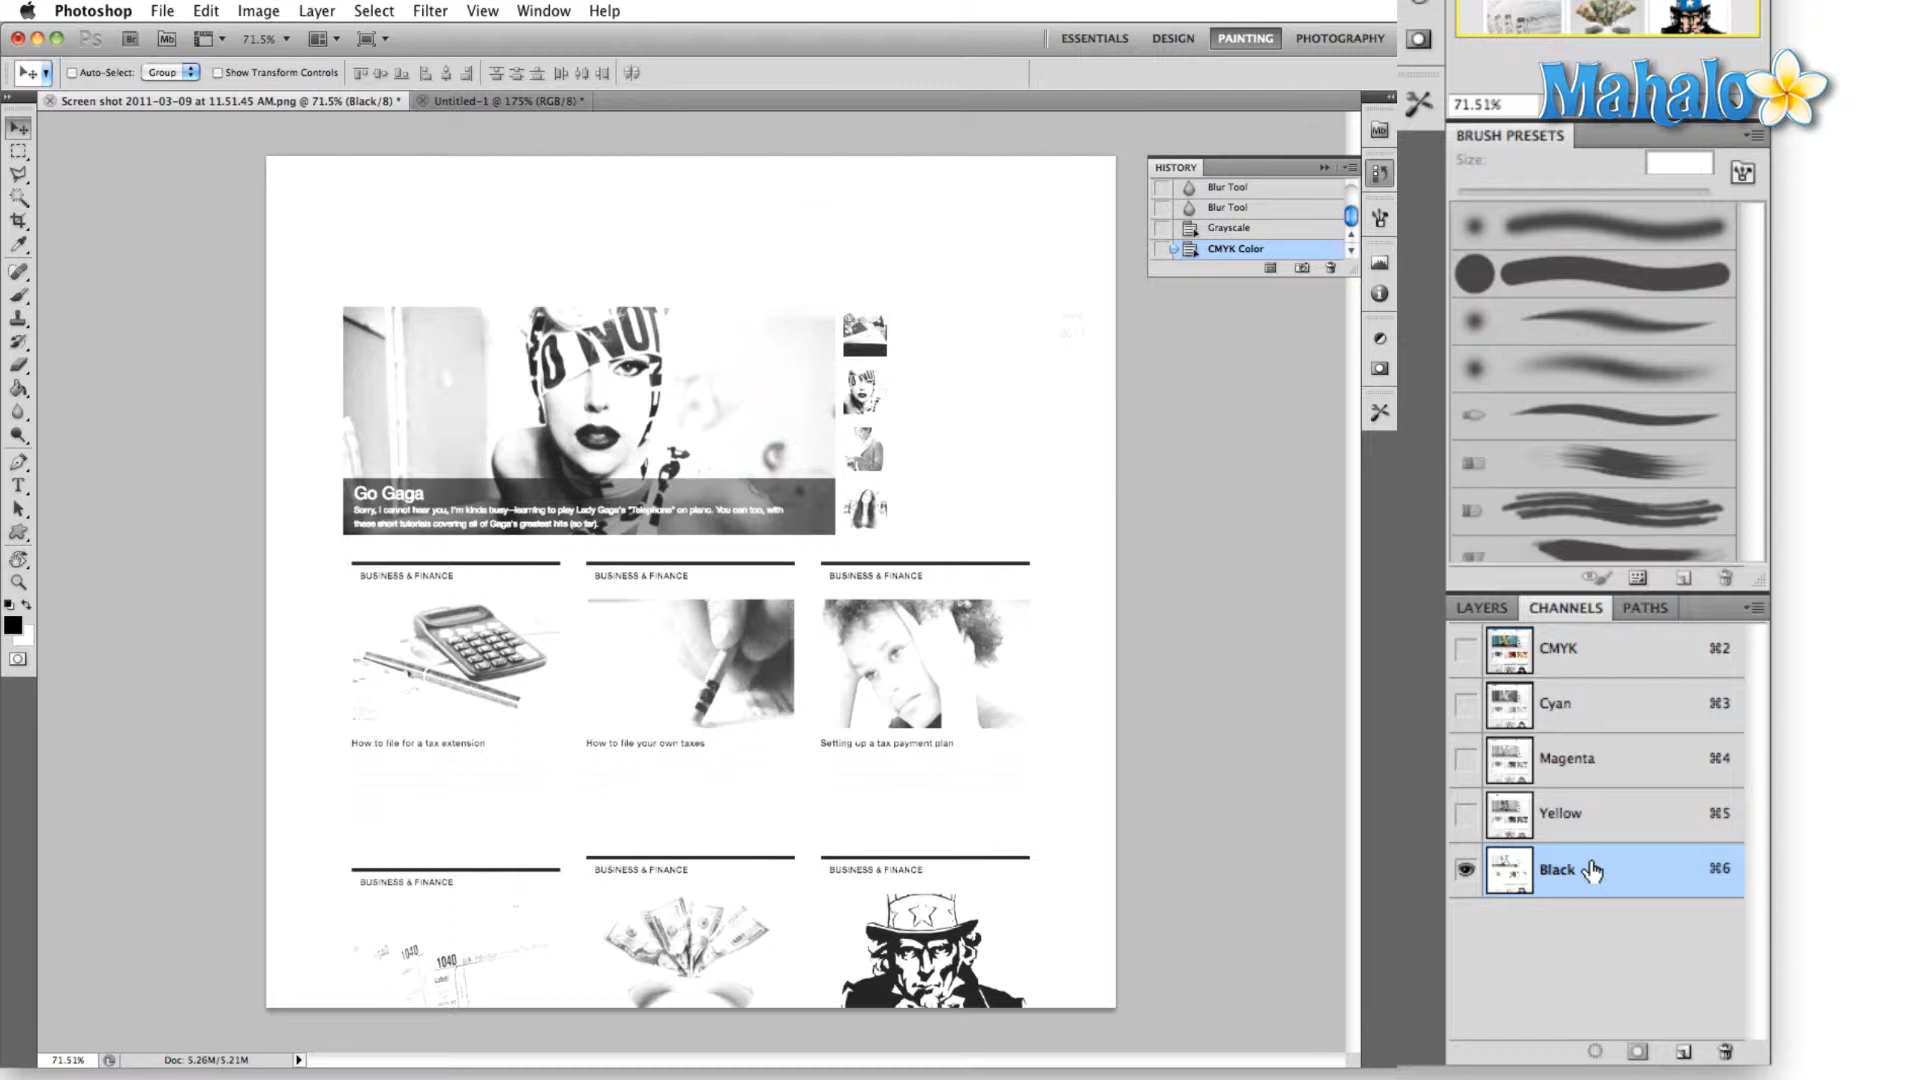 Photoshop File Edit Image Layer Select Filter View Window Help
Ps Br Mb 71.5% ESSENTIALS DESIGN PAINTING PHOTOGRAPHY
Auto-Select: Group Show Transform Controls
Mahalo
71.51%
Screen shot 2011-03-09 at 11.51.45 AM.png @ 71.5% (Black/8) *
Untitled-1 @ 175% (RGB/8) *
BRUSH PRESETS
Size:
HISTORY
Blur Tool
Blur Tool
Grayscale
CMYK Color
Mb
O NOT
Go Gaga
Sorry, I cannot hear you, I'm kinda busy—learning to play Lady Gaga's "Telephone" on piano. You can too, with
these short tutorials covering all of Gaga's greatest hits (so far).
BUSINESS & FINANCE
BUSINESS & FINANCE
BUSINESS & FINANCE
How to file for a tax extension
How to file your own taxes
Setting up a tax payment plan
BUSINESS & FINANCE
BUSINESS & FINANCE
BUSINESS & FINANCE
1040
1040
Label
LAYERS CHANNELS PATHS
CMYK ⌘2
Cyan ⌘3
Magenta ⌘4
Yellow ⌘5
Black ⌘6
71.51% Doc: 5.26M/5.21M